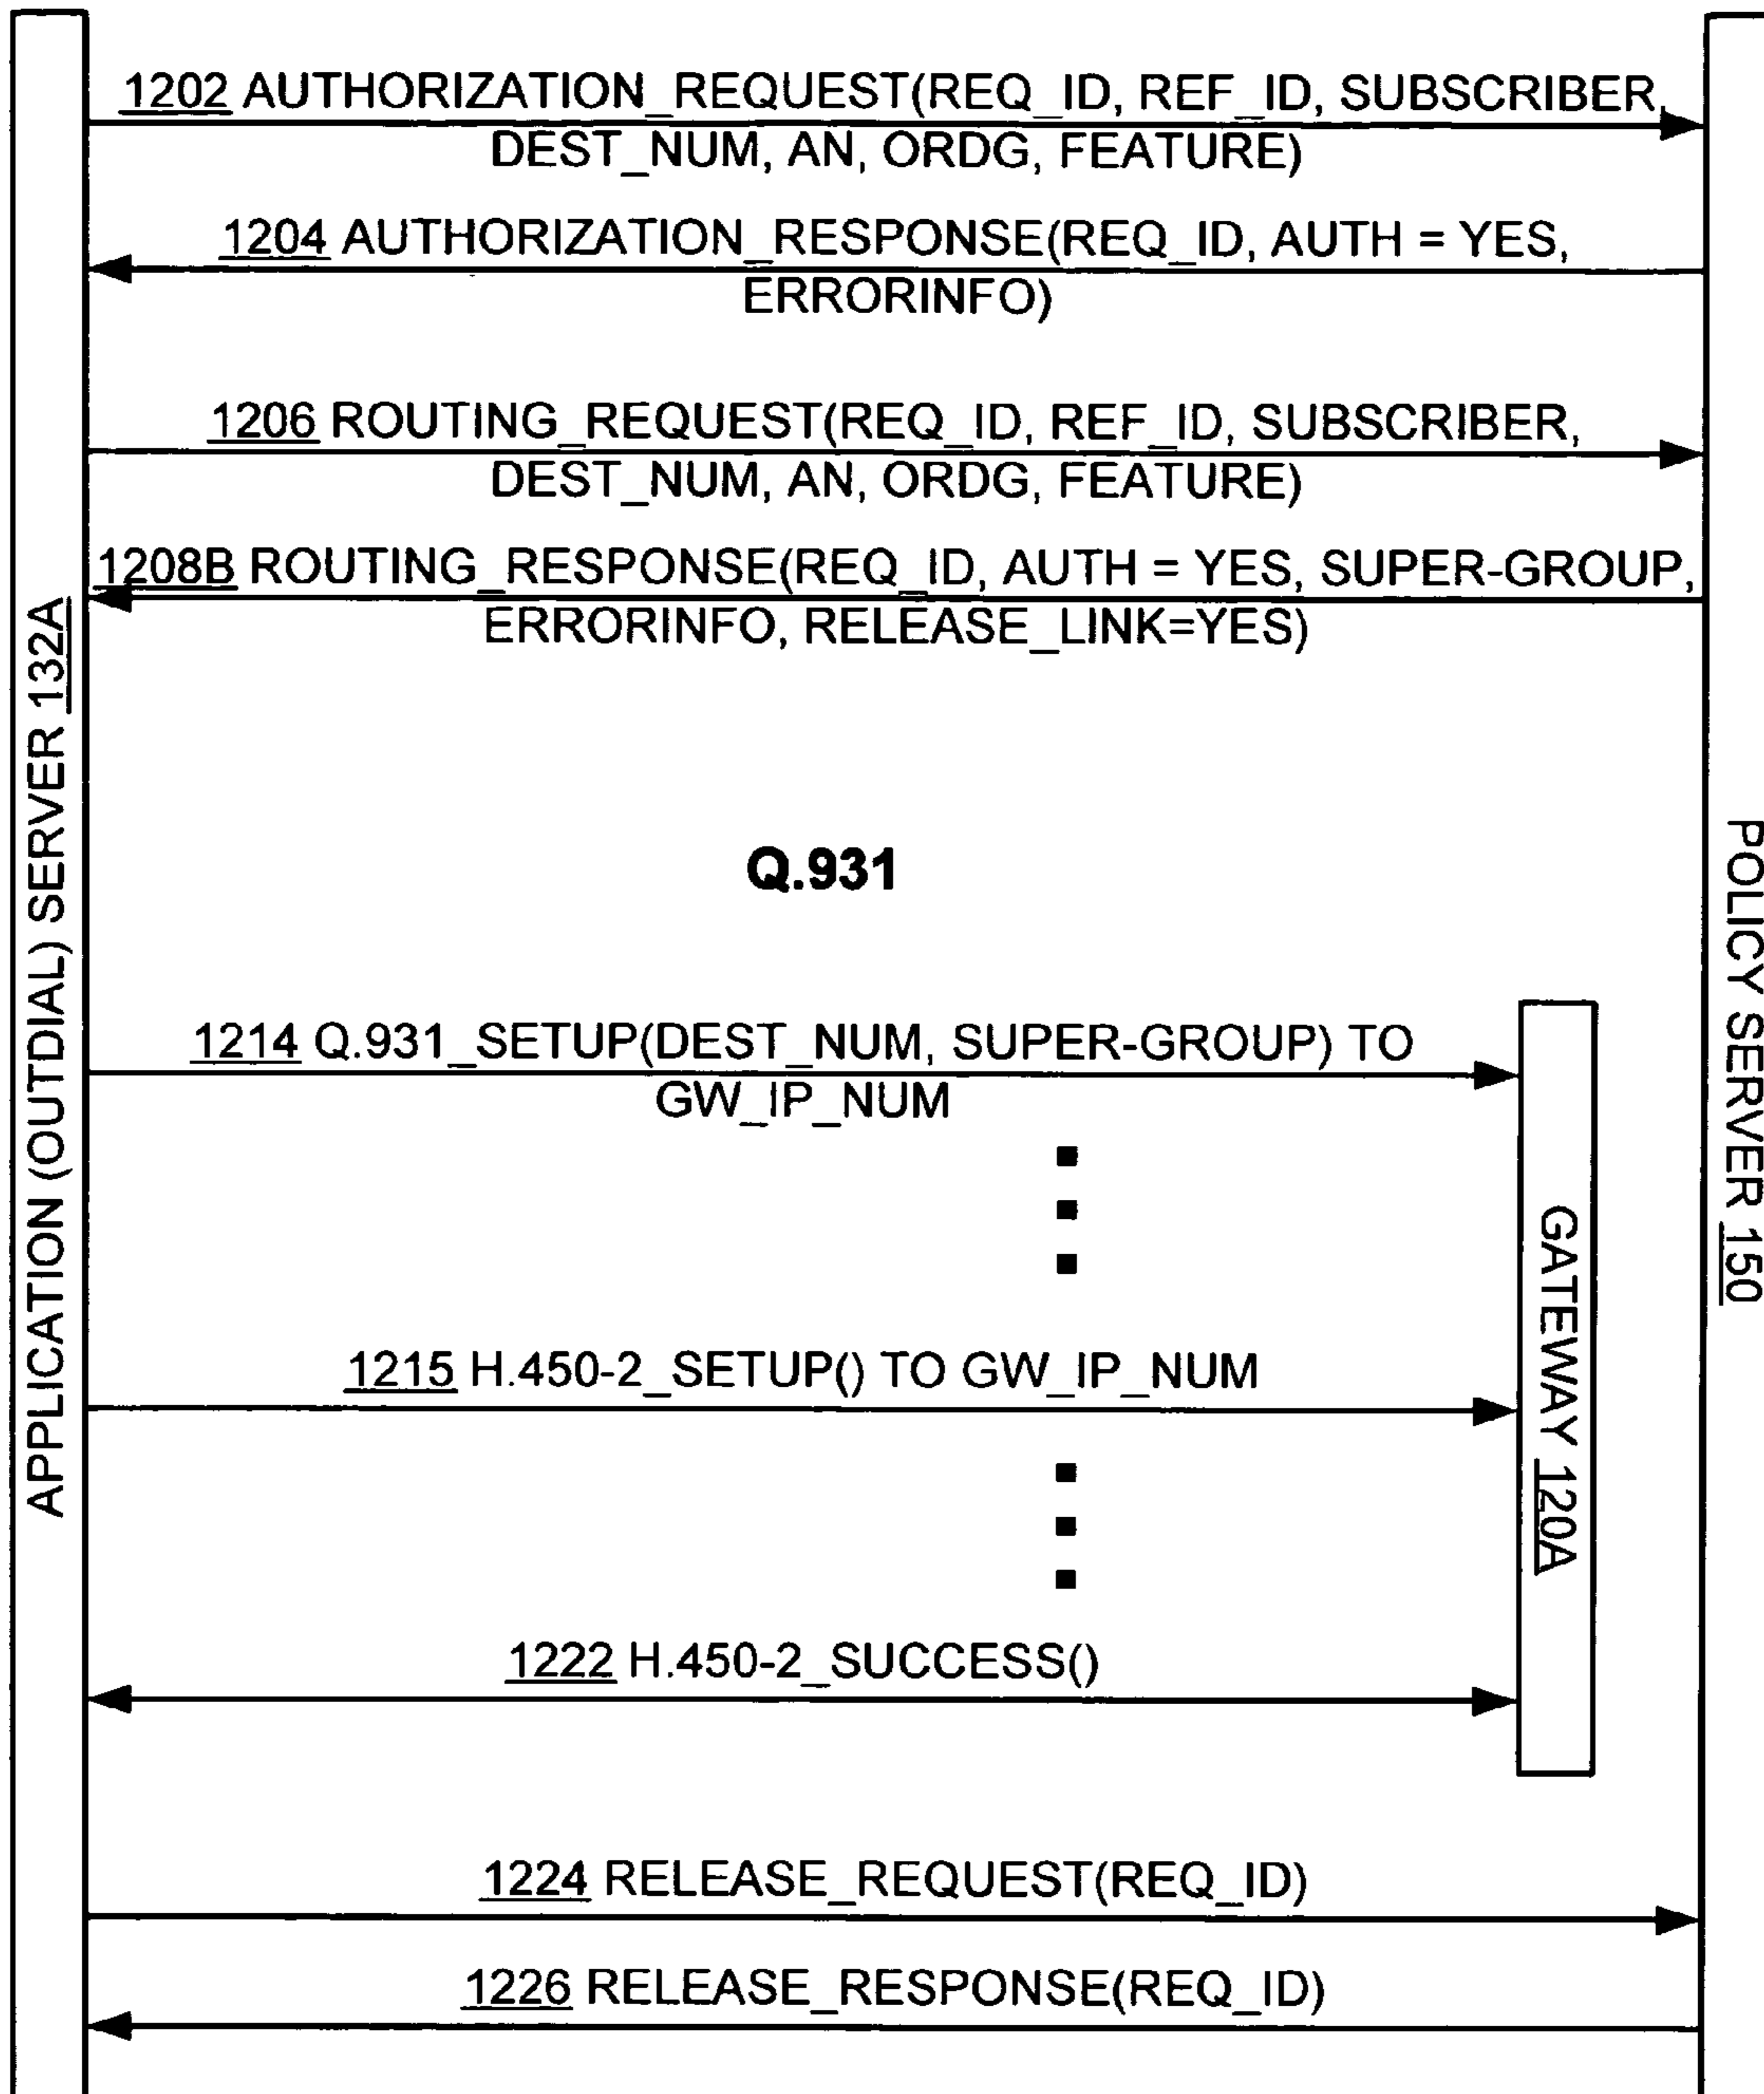 1202 AUTHORIZATION_REQUEST(REQ_ID, REF_ID, SUBSCRIBER,
DEST_NUM, AN, ORDG, FEATURE)
1204 AUTHORIZATION_RESPONSE(REQ_ID, AUTH = YES,
ERRORINFO)
1206 ROUTING_REQUEST(REQ_ID, REF_ID, SUBSCRIBER,
DEST_NUM, AN, ORDG, FEATURE)
1208B ROUTING_RESPONSE(REQ_ID, AUTH = YES, SUPER-GROUP,
ERRORINFO, RELEASE_LINK=YES)
APPLICATION (OUTDIAL) SERVER 132A
POLICY SERVER 150
Q.931
1214 Q.931_SETUP(DEST_NUM, SUPER-GROUP) TO
GW_IP_NUM
GATEWAY 120A
1215 H.450-2_SETUP() TO GW_IP_NUM
1222 H.450-2_SUCCESS()
1224 RELEASE_REQUEST(REQ_ID)
1226 RELEASE_RESPONSE(REQ_ID)